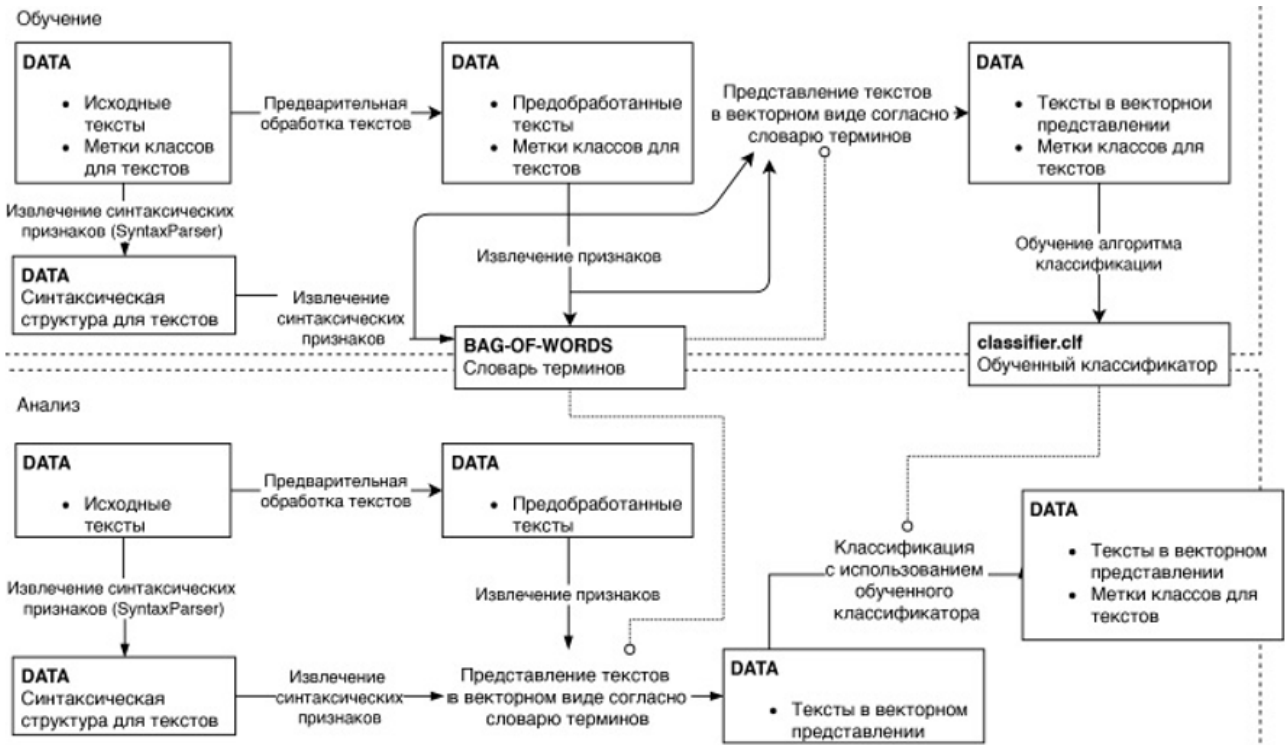 Обучение
DATA
• Исходные
тексты
• Метки классов
для текстов
Предварительная
обработка текстов
DATA
• Предобработанные
тексты
• Метки классов для
текстов
Представление текстов
в векторном виде согласно
словарю терминов
DATA
• Тексты в векторной
представлении
• Метки классов для
текстов
Извлечение синтаксических
признаков (SyntaxParser)
DATA
Синтаксическая
структура для текстов
Извлечение
синтаксических
признаков
Извлечение признаков
BAG-OF-WORDS
Словарь терминов
Обучение алгоритма
классификации
classifier.clf
Обученный классификатор
Анализ
DATA
• Исходные
тексты
Предварительная
обработка текстов
DATA
• Предобработанные
тексты
Извлечение синтаксических
признаков (SyntaxParser)
DATA
Синтаксическая
структура для текстов
Извлечение
синтаксических
признаков
Извлечение признаков
Представление текстов
в векторном виде согласно
словарю терминов
DATA
• Тексты в векторном
представлении
Классификация
с использованием
обученного
классификатора
DATA
• Тексты в векторном
представлении
• Метки классов для
текстов